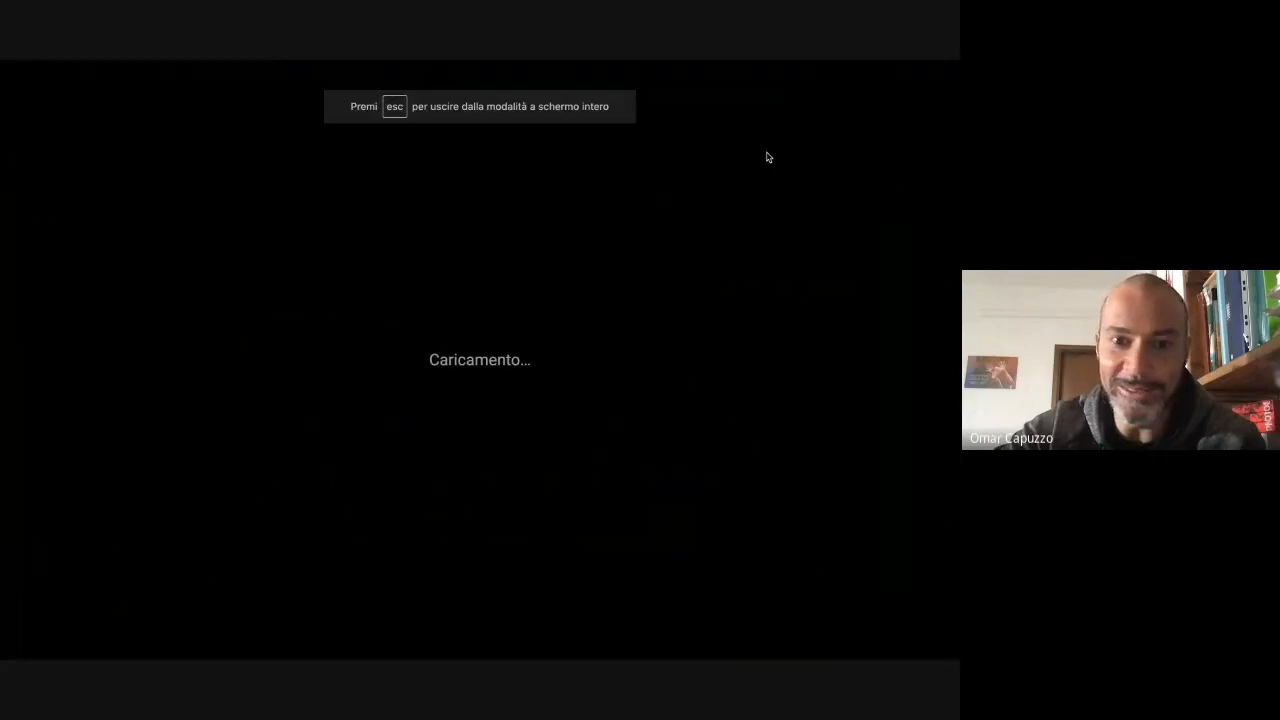 Premi esc per uscire dalla modalità a schermo intero
Caricamento...
Omar Capuzzo